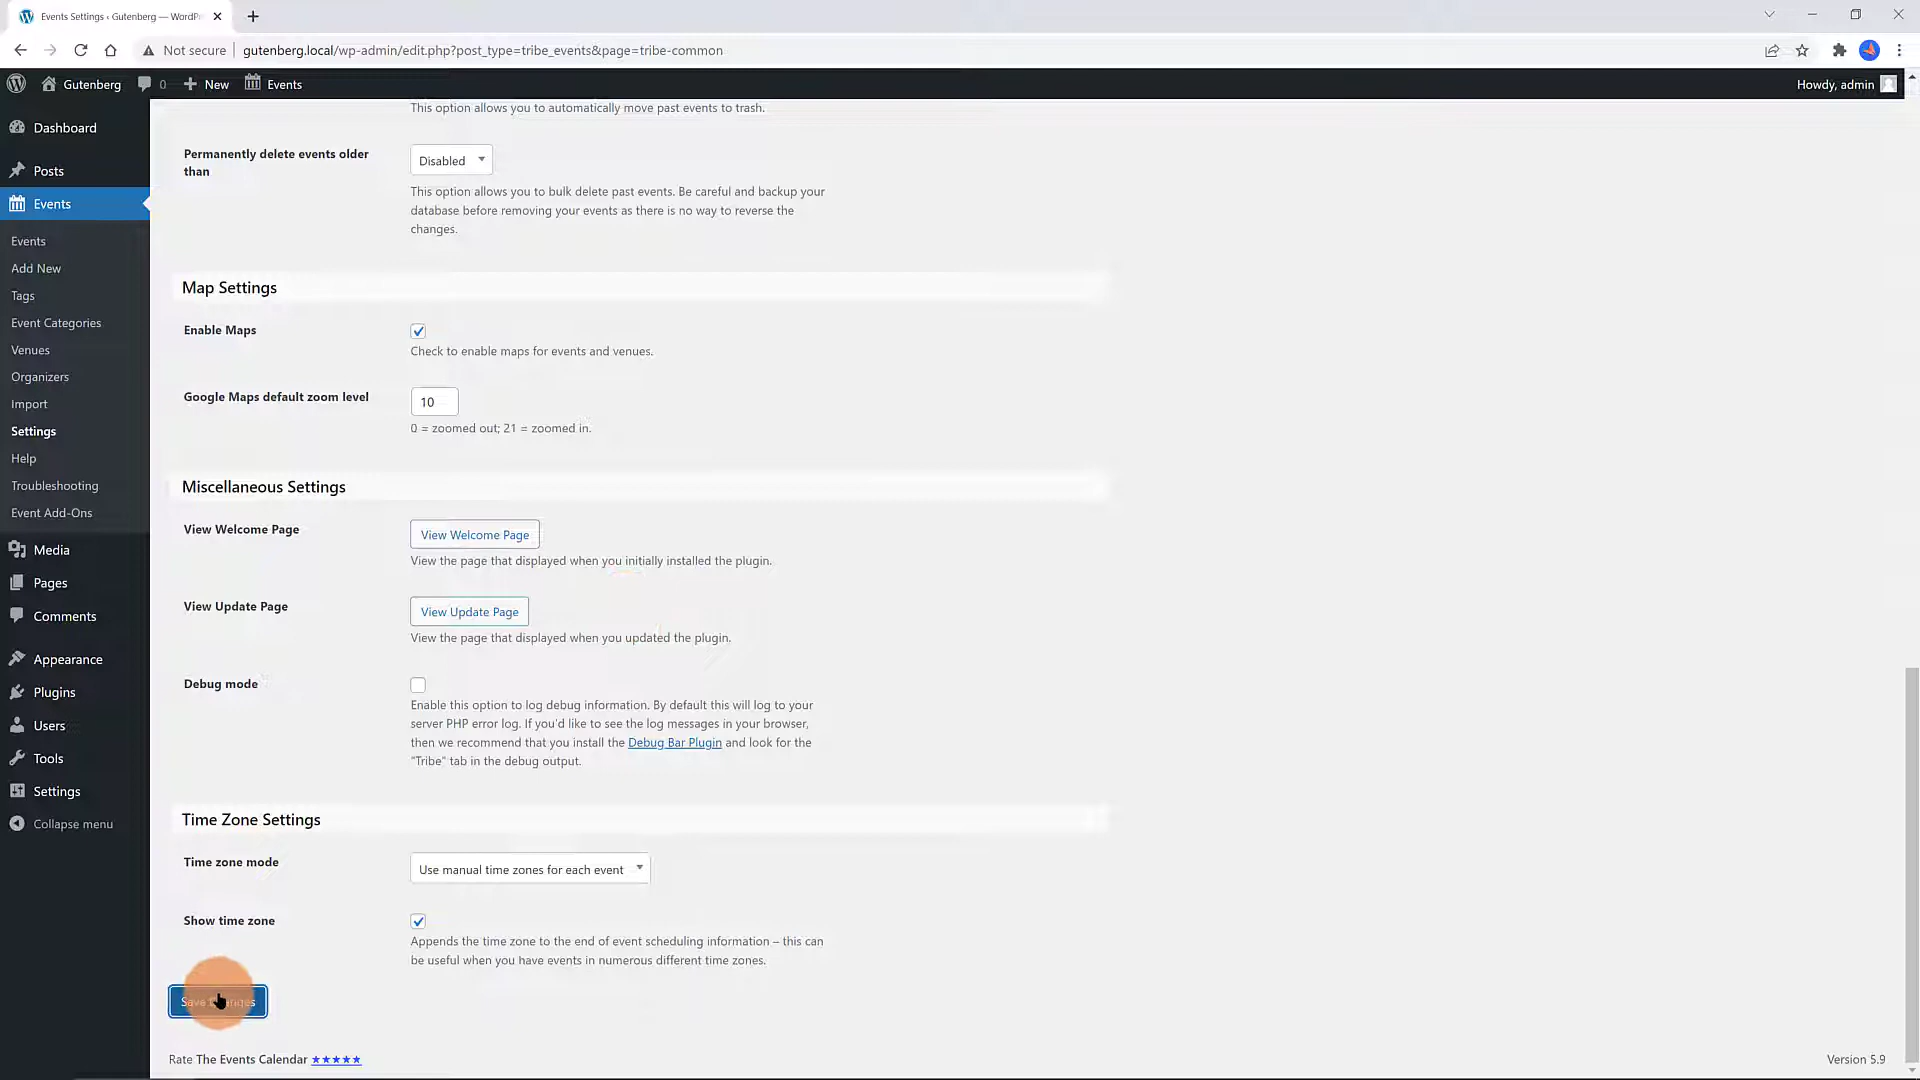 Events Settings ‹ Gutenberg — WordPr
Not secure
gutenberg.local/wp-admin/edit.php?post_type=tribe_events&page=tribe-common
Gutenberg
0
New
Events
Howdy, admin
Dashboard
Posts
Events
Events
Add New
Tags
Event Categories
Venues
Organizers
Import
Settings
Help
Troubleshooting
Event Add-Ons
Media
Pages
Comments
Appearance
Plugins
Users
Tools
Settings
Collapse menu
This option allows you to automatically move past events to trash.
Permanently delete events older
than
Disabled
This option allows you to bulk delete past events. Be careful and backup your
database before removing your events as there is no way to reverse the
changes.
Map Settings
Enable Maps
Check to enable maps for events and venues.
Google Maps default zoom level
10
0 = zoomed out; 21 = zoomed in.
Miscellaneous Settings
View Welcome Page
View Welcome Page
View the page that displayed when you initially installed the plugin.
View Update Page
View Update Page
View the page that displayed when you updated the plugin.
Debug mode
Enable this option to log debug information. By default this will log to your
server PHP error log. If you'd like to see the log messages in your browser,
then we recommend that you install the Debug Bar Plugin and look for the
"Tribe" tab in the debug output.
Time Zone Settings
Time zone mode
Use manual time zones for each event
Show time zone
Appends the time zone to the end of event scheduling information – this can
be useful when you have events in numerous different time zones.
Save Changes
Rate The Events Calendar ★★★★★
Version 5.9